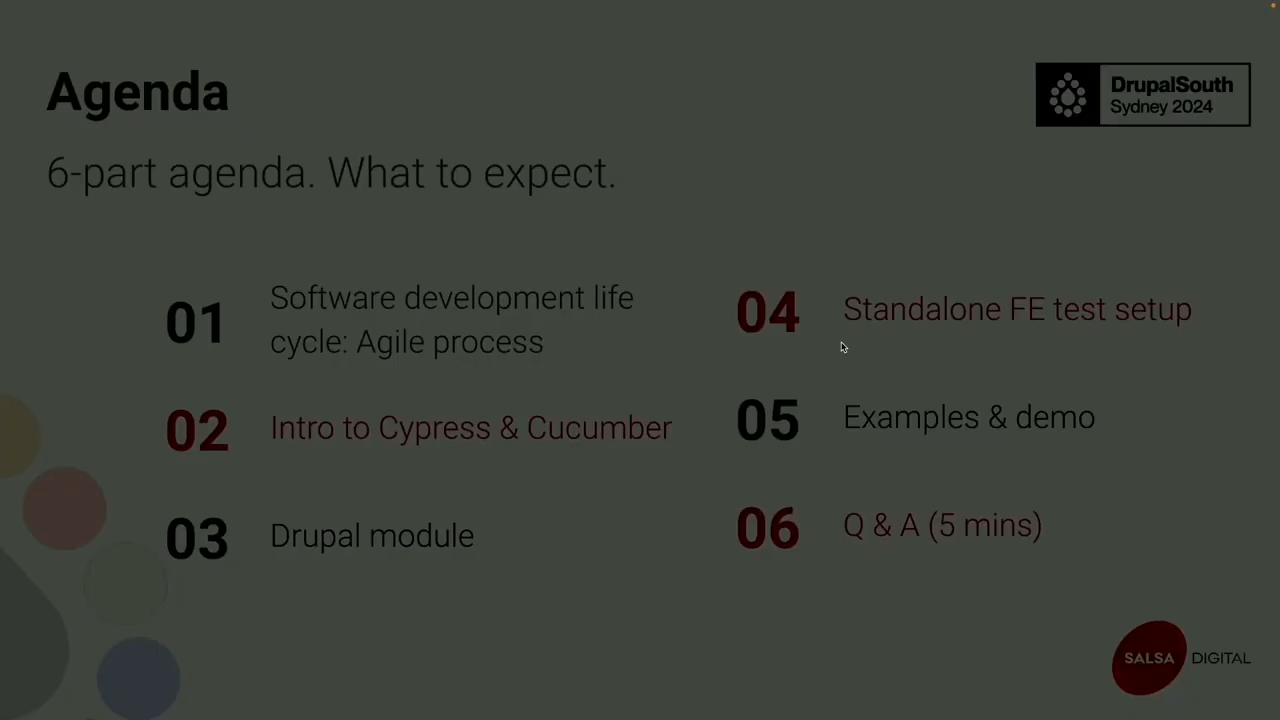 Agenda
DrupalSouth
Sydney 2024
6-part agenda. What to expect.
01
Software development life
cycle: Agile process
02
Intro to Cypress & Cucumber
03
Drupal module
04
Standalone FE test setup
05
Examples & demo
06
Q & A (5 mins)
SALSA DIGITAL